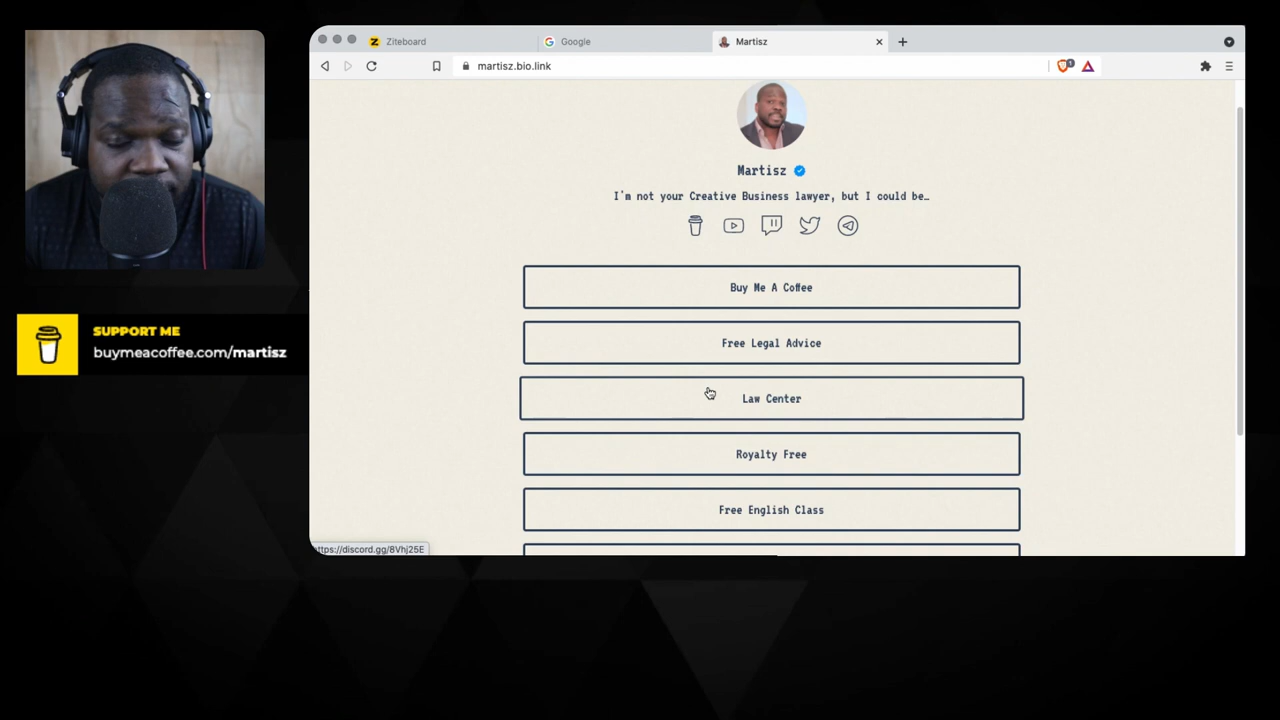 Ziteboard
Google
Martisz
martisz.bio.link
1
Martisz
I'm not your Creative Business lawyer, but I could be…
Buy Me A Coffee
Free Legal Advice
Law Center
Royalty Free
Free English Class
https://discord.gg/8Vhj25E
SUPPORT ME
buymeacoffee.com/martisz